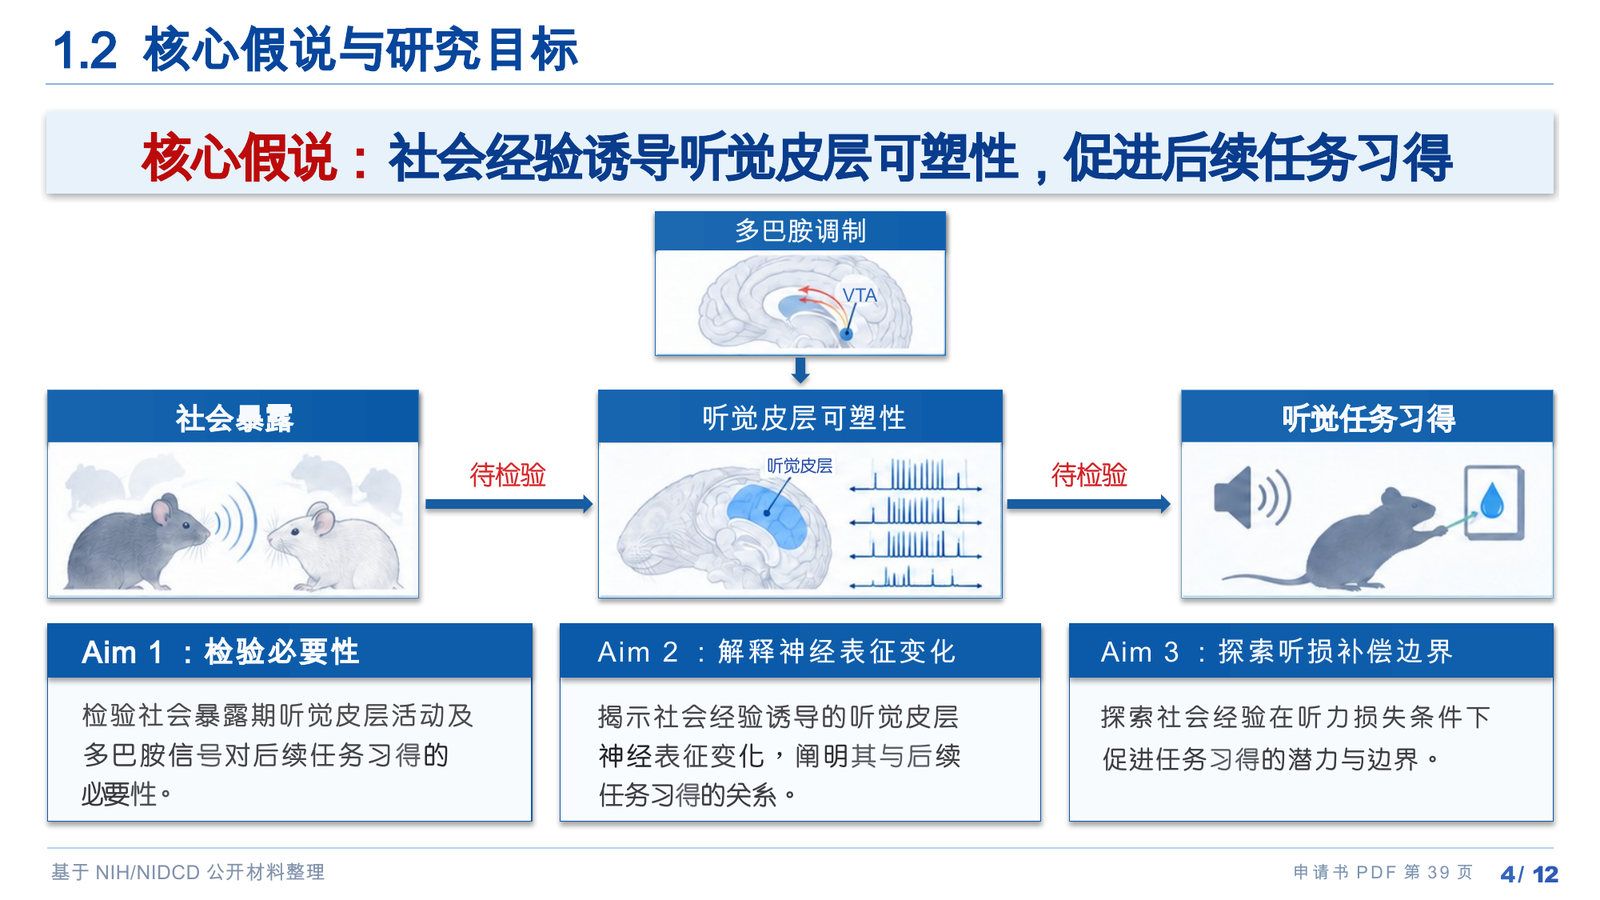 1.2 核心假说与研究目标
核心假说：社会经验诱导听觉皮层可塑性，促进后续任务习得
多巴胺调制
VTA
社会暴露
待检验
听觉皮层可塑性
听觉皮层
待检验
听觉任务习得
Aim 1 ：检验必要性
检验社会暴露期听觉皮层活动及
多巴胺信号对后续任务习得的
必要性。
Aim 2 ：解释神经表征变化
揭示社会经验诱导的听觉皮层
神经表征变化，阐明其与后续
任务习得的关系。
Aim 3 ：探索听损补偿边界
探索社会经验在听力损失条件下
促进任务习得的潜力与边界。
基于 NIH/NIDCD 公开材料整理
申请书 PDF 第 39 页
4/ 12